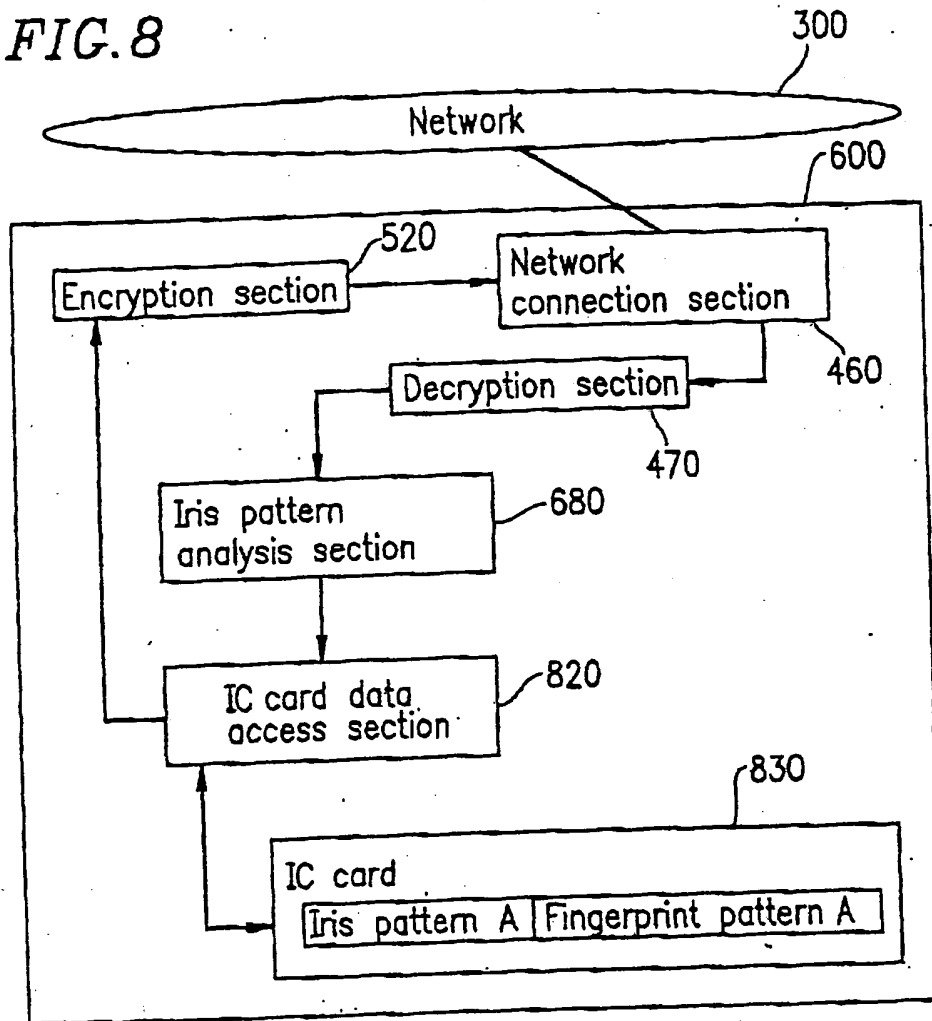 FIG.8
300
Network
600
520
Encryption section
Network
connection section
460
Decryption section
470
Iris pattern
analysis section
680
IC card data
access section
820
830
IC card
Iris pattern A
Fingerprint pattern A